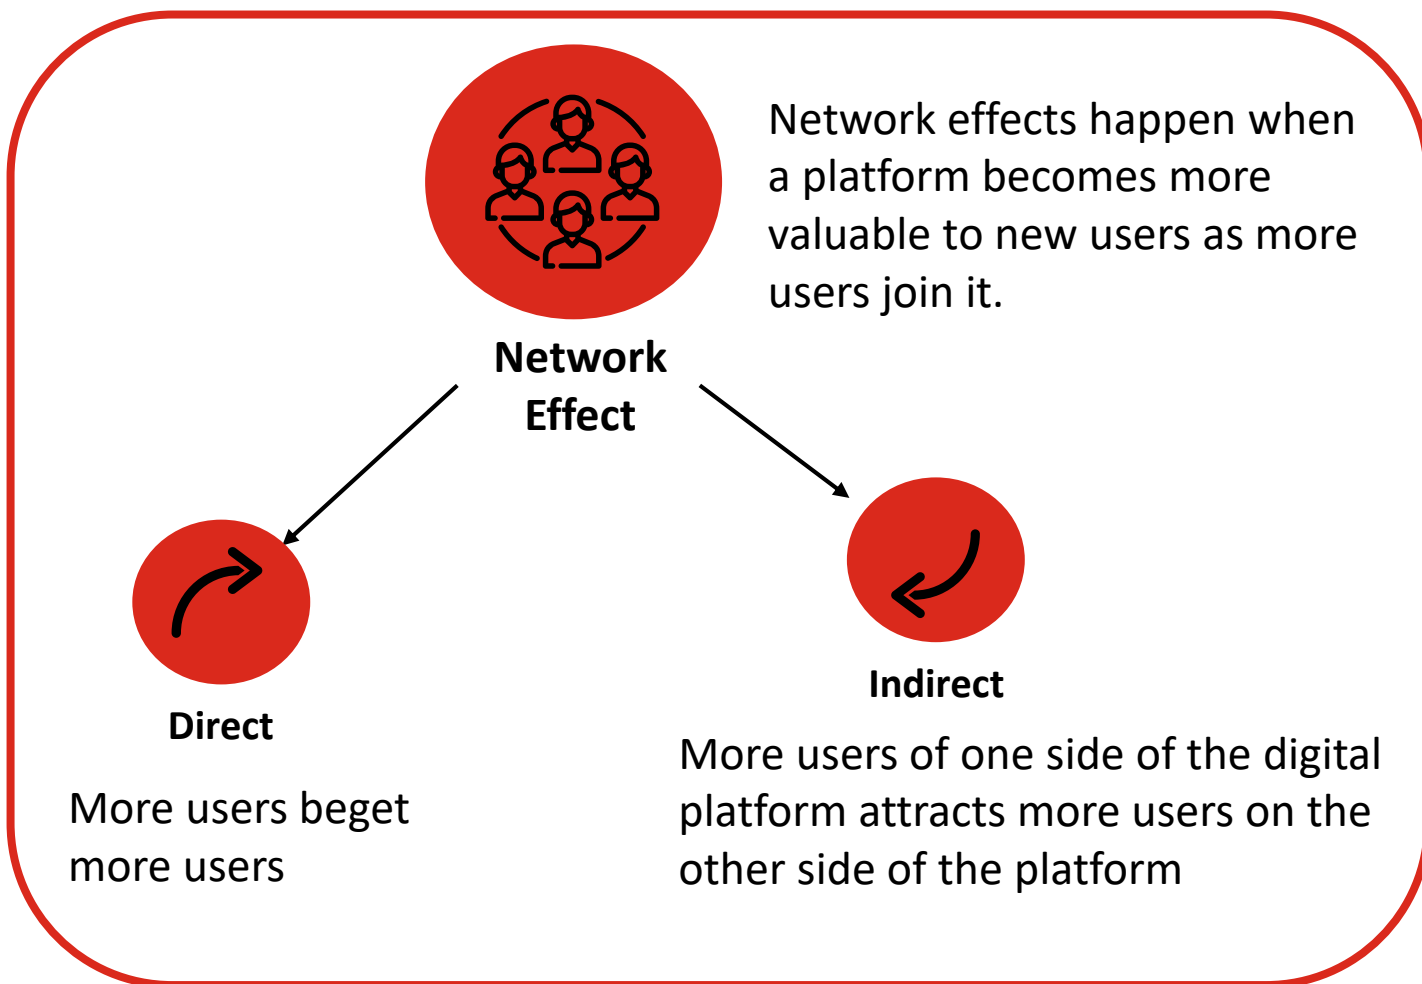 Network effects happen when
a platform becomes more
valuable to new users as more
users join it.
Network
Effect
Direct
More users beget
more users
Indirect
More users of one side of the digital
platform attracts more users on the
other side of the platform